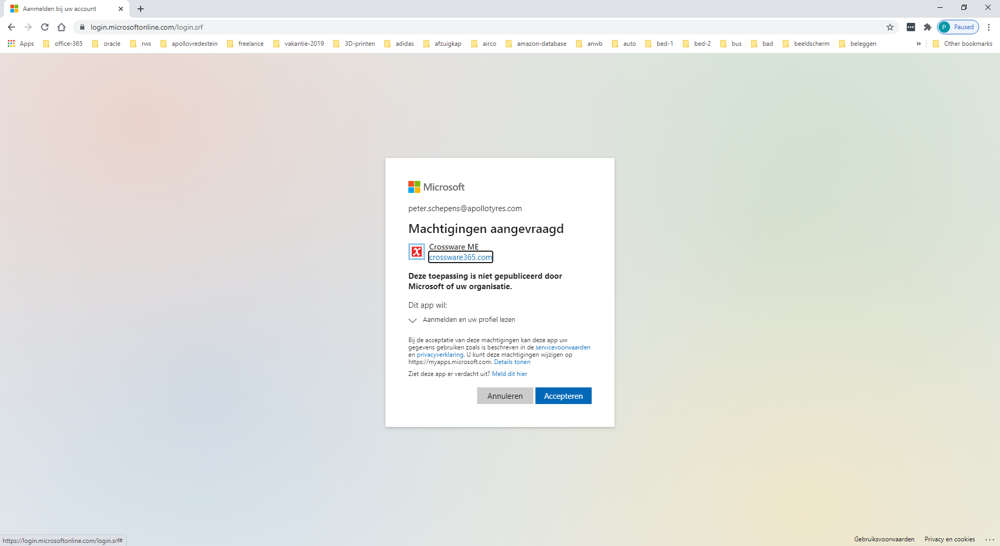 Aanmelden bij uw account
login.microsoftonline.com/login.srf
P Paused
Apps office-365 oracle rws apollovredestein freelance vakantie-2019 3D-printen adidas afzuigkap airco amazon-database anwb auto bed-1 bed-2 bus bad beeldscherm beleggen » Other bookmarks
Microsoft
peter.schepens@apollotyres.com
Machtigingen aangevraagd
Crossware ME
crossware365.com
Deze toepassing is niet gepubliceerd door
Microsoft of uw organisatie.
Dit app wil:
Aanmelden en uw profiel lezen
Bij de acceptatie van deze machtigingen kan deze app uw
gegevens gebruiken zoals is beschreven in de servicevoorwaarden
en privacyverklaring. U kunt deze machtigingen wijzigen op
https://myapps.microsoft.com. Details tonen
Ziet deze app er verdacht uit? Meld dit hier
Annuleren Accepteren
https://login.microsoftonline.com/login.srf#
Gebruiksvoorwaarden Privacy en cookies ...